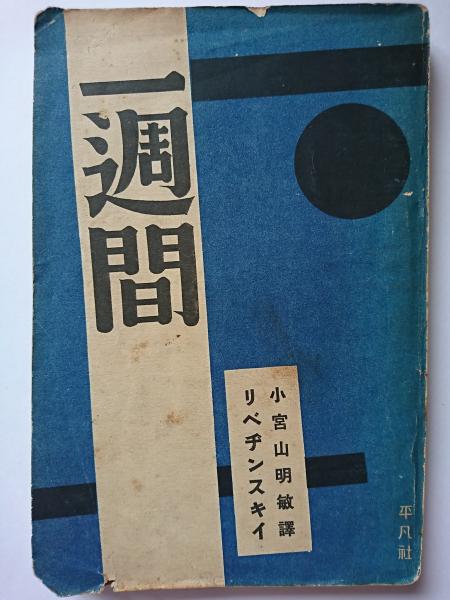 一週間
小宮山明敏譯
リベヂンスキイ
平凡社